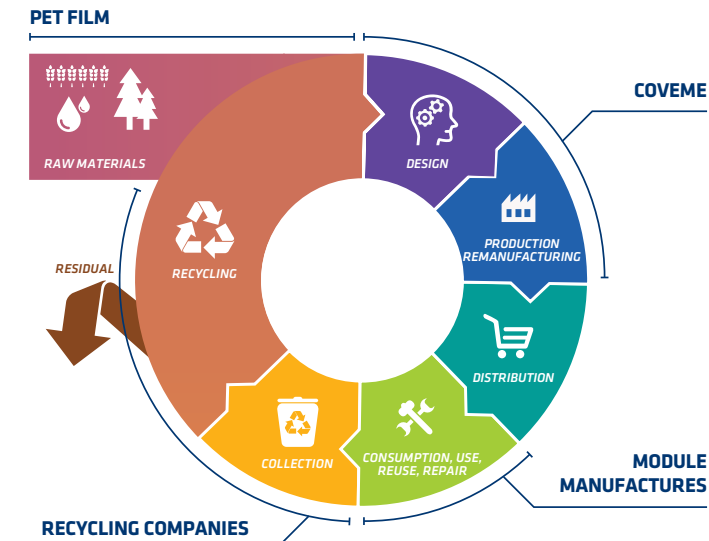 PET FILM
COVEME
RAW MATERIALS
DESIGN
PRODUCTION
REMANUFACTURING
RESIDUAL
RECYCLING
DISTRIBUTION
COLLECTION
CONSUMPTION, USE,
REUSE, REPAIR
MODULE
MANUFACTURES
RECYCLING COMPANIES